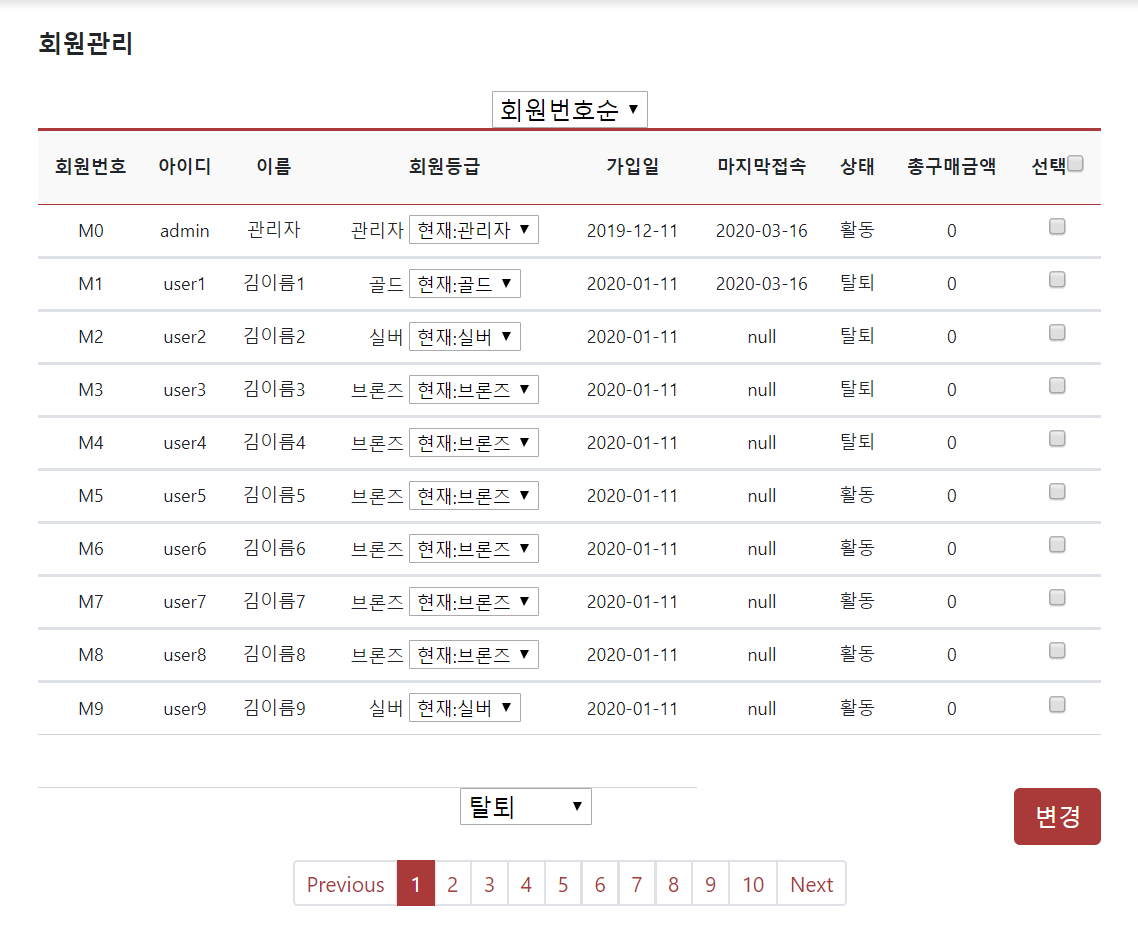 회원관리
회원번호순
회원번호 아이디 이름 회원등급 가입일 마지막접속 상태 총구매금액 선택
M0 admin 관리자 관리자 현재:관리자 2019-12-11 2020-03-16 활동 0
M1 user1 김이름1 골드 현재:골드 2020-01-11 2020-03-16 탈퇴 0
M2 user2 김이름2 실버 현재:실버 2020-01-11 null 탈퇴 0
M3 user3 김이름3 브론즈 현재:브론즈 2020-01-11 null 탈퇴 0
M4 user4 김이름4 브론즈 현재:브론즈 2020-01-11 null 탈퇴 0
M5 user5 김이름5 브론즈 현재:브론즈 2020-01-11 null 활동 0
M6 user6 김이름6 브론즈 현재:브론즈 2020-01-11 null 활동 0
M7 user7 김이름7 브론즈 현재:브론즈 2020-01-11 null 활동 0
M8 user8 김이름8 브론즈 현재:브론즈 2020-01-11 null 활동 0
M9 user9 김이름9 실버 현재:실버 2020-01-11 null 활동 0
탈퇴 변경
Previous 1 2 3 4 5 6 7 8 9 10 Next